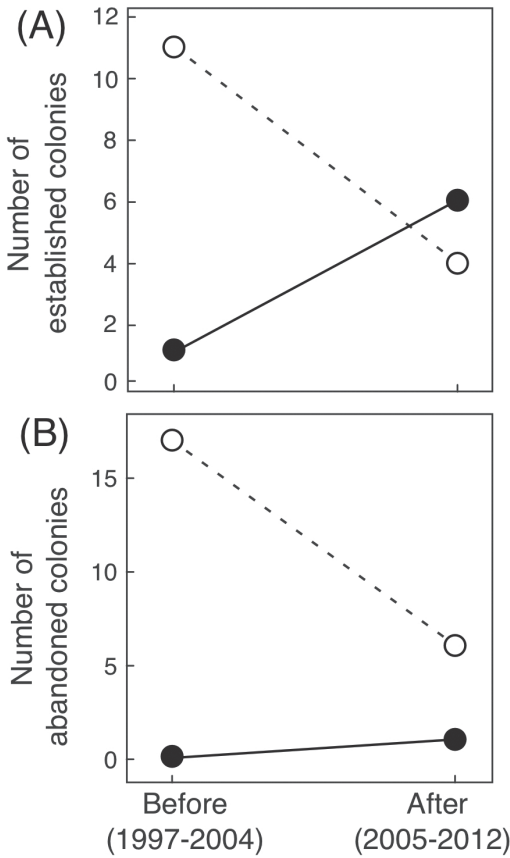 (A)
Number of
established colonies
12
10
8
6
4
2
0
(B)
Number of
abandoned colonies
15
10
5
0
Before
(1997-2004)
After
(2005-2012)